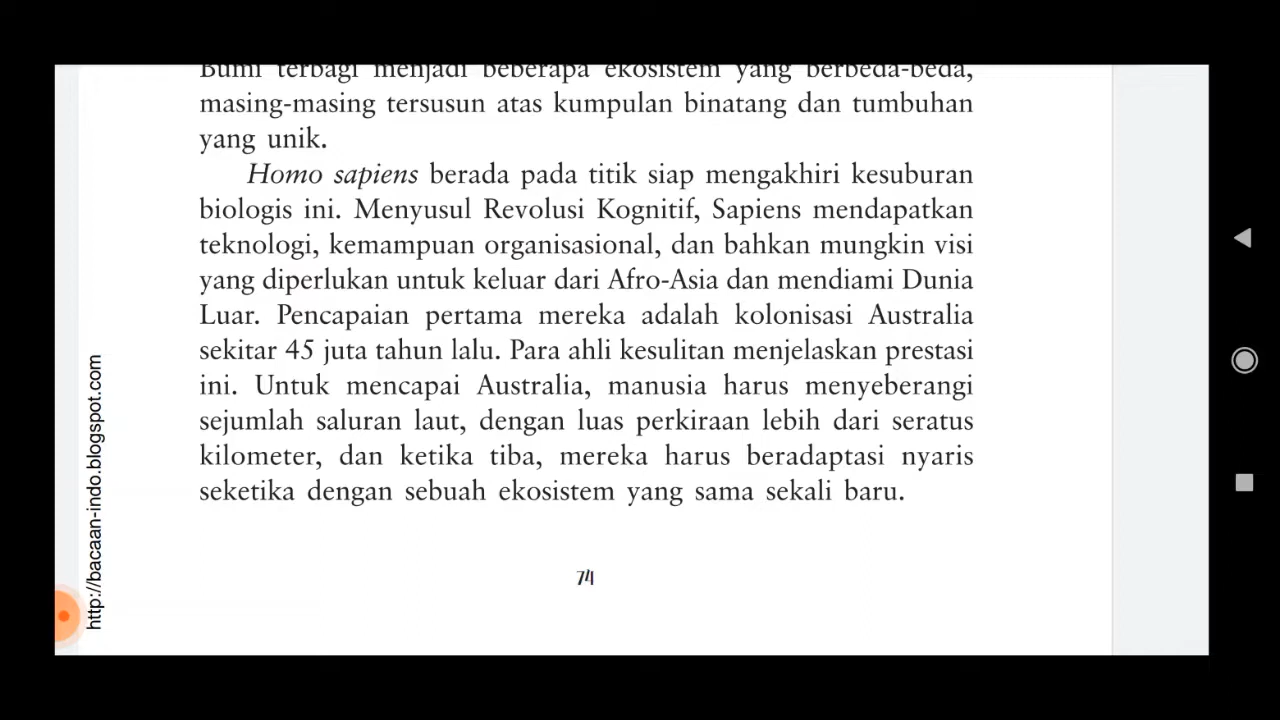 Bumi terbagi menjadi beberapa ekosistem yang berbeda-beda,
masing-masing tersusun atas kumpulan binatang dan tumbuhan
yang unik.
Homo sapiens berada pada titik siap mengakhiri kesuburan
biologis ini. Menyusul Revolusi Kognitif, Sapiens mendapatkan
teknologi, kemampuan organisasional, dan bahkan mungkin visi
yang diperlukan untuk keluar dari Afro-Asia dan mendiami Dunia
Luar. Pencapaian pertama mereka adalah kolonisasi Australia
sekitar 45 juta tahun lalu. Para ahli kesulitan menjelaskan prestasi
ini. Untuk mencapai Australia, manusia harus menyeberangi
sejumlah saluran laut, dengan luas perkiraan lebih dari seratus
kilometer, dan ketika tiba, mereka harus beradaptasi nyaris
seketika dengan sebuah ekosistem yang sama sekali baru.
74
http://bacaan-indo.blogspot.com